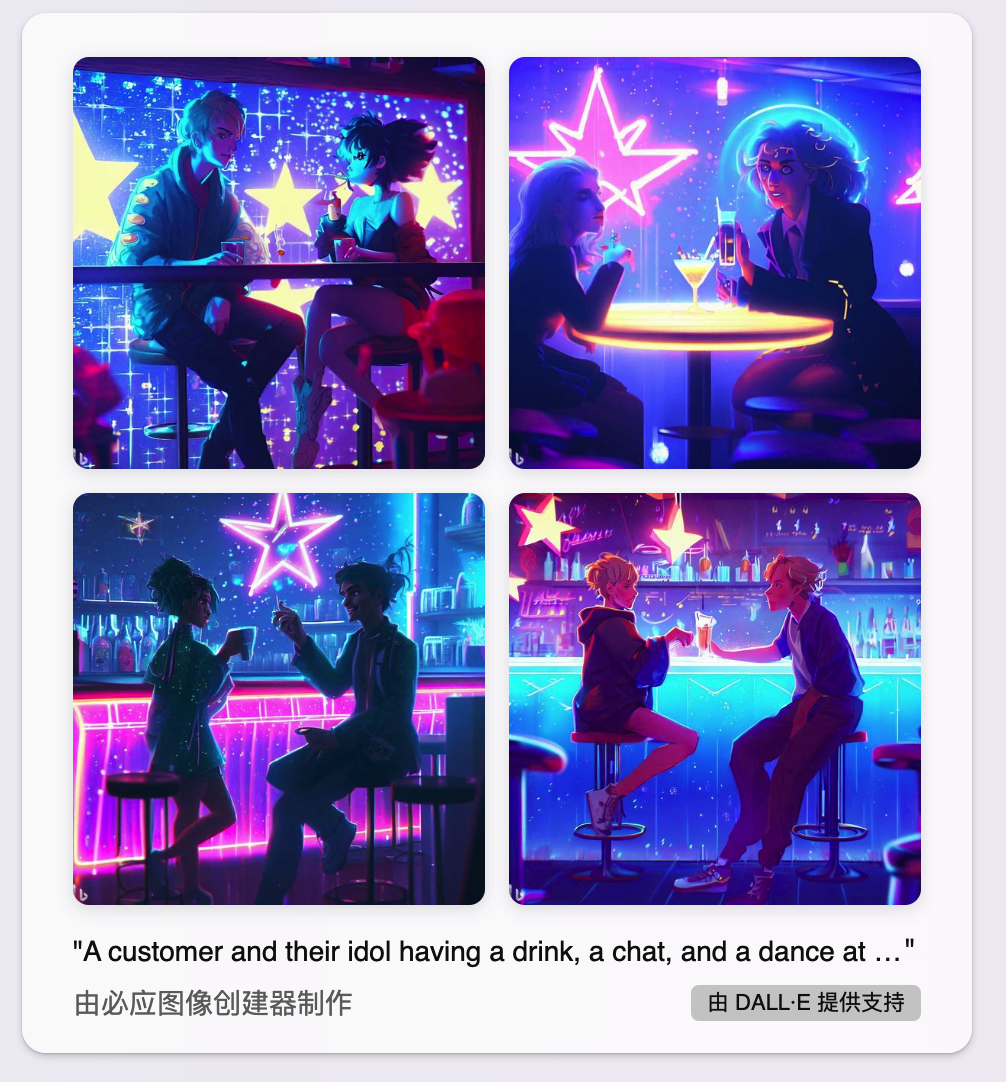 "A customer and their idol having a drink, a chat, and a dance at …"
由必应图像创建器制作
由 DALL·E 提供支持